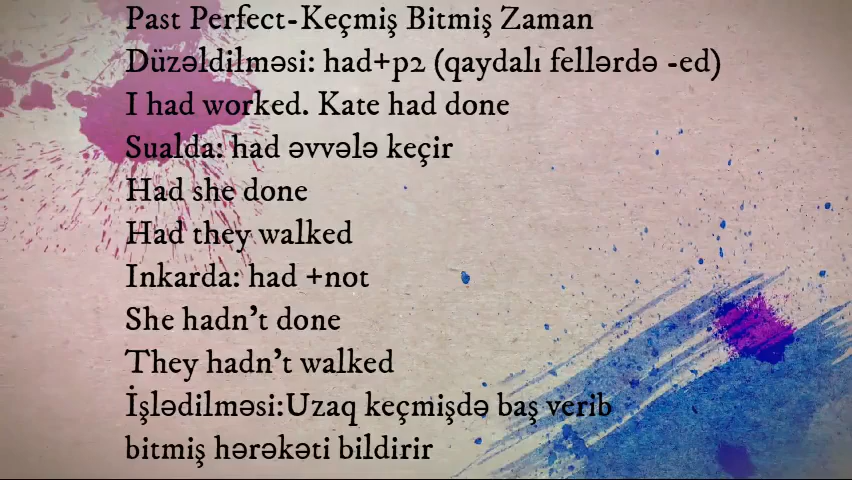 Past Perfect-Keçmiş Bitmiş Zaman
Düzəldilməsi: had+p2 (qaydalı fellərdə -ed)
I had worked. Kate had done
Sualda: had əvvələ keçir
Had she done
Had they walked
Inkarda: had +not
She hadn't done
They hadn't walked
İşlədilməsi:Uzaq keçmişdə baş verib
bitmiş hərəkəti bildirir